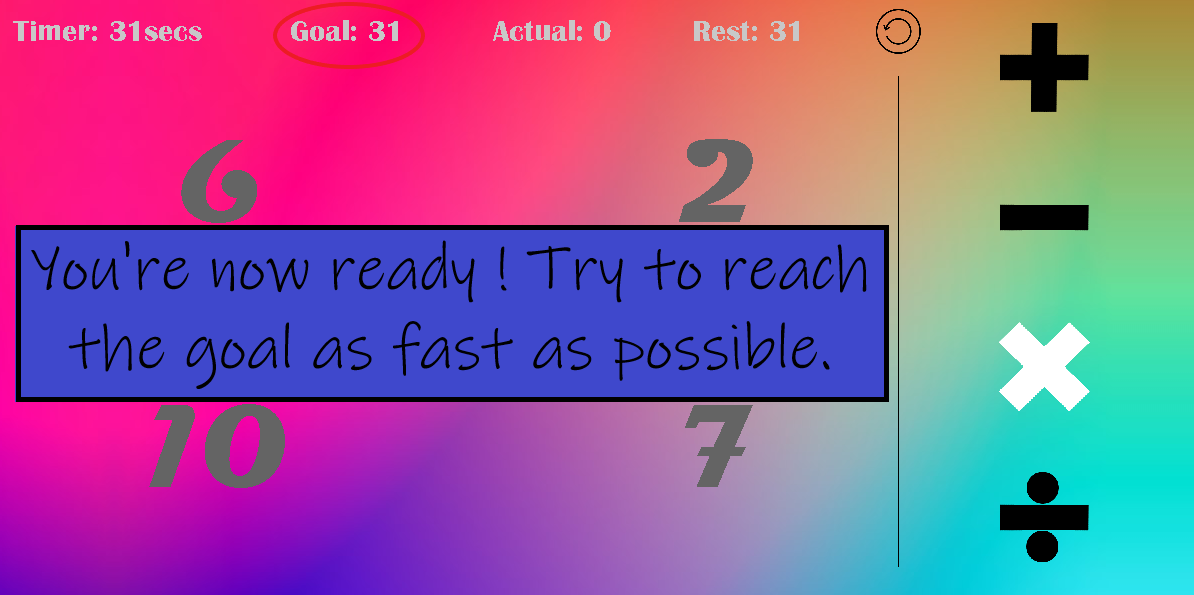 Timer: 31secs Goal: 31 Actual: 0 Rest: 31
+
6 2
−
You're now ready ! Try to reach
the goal as fast as possible.
×
10 7
÷